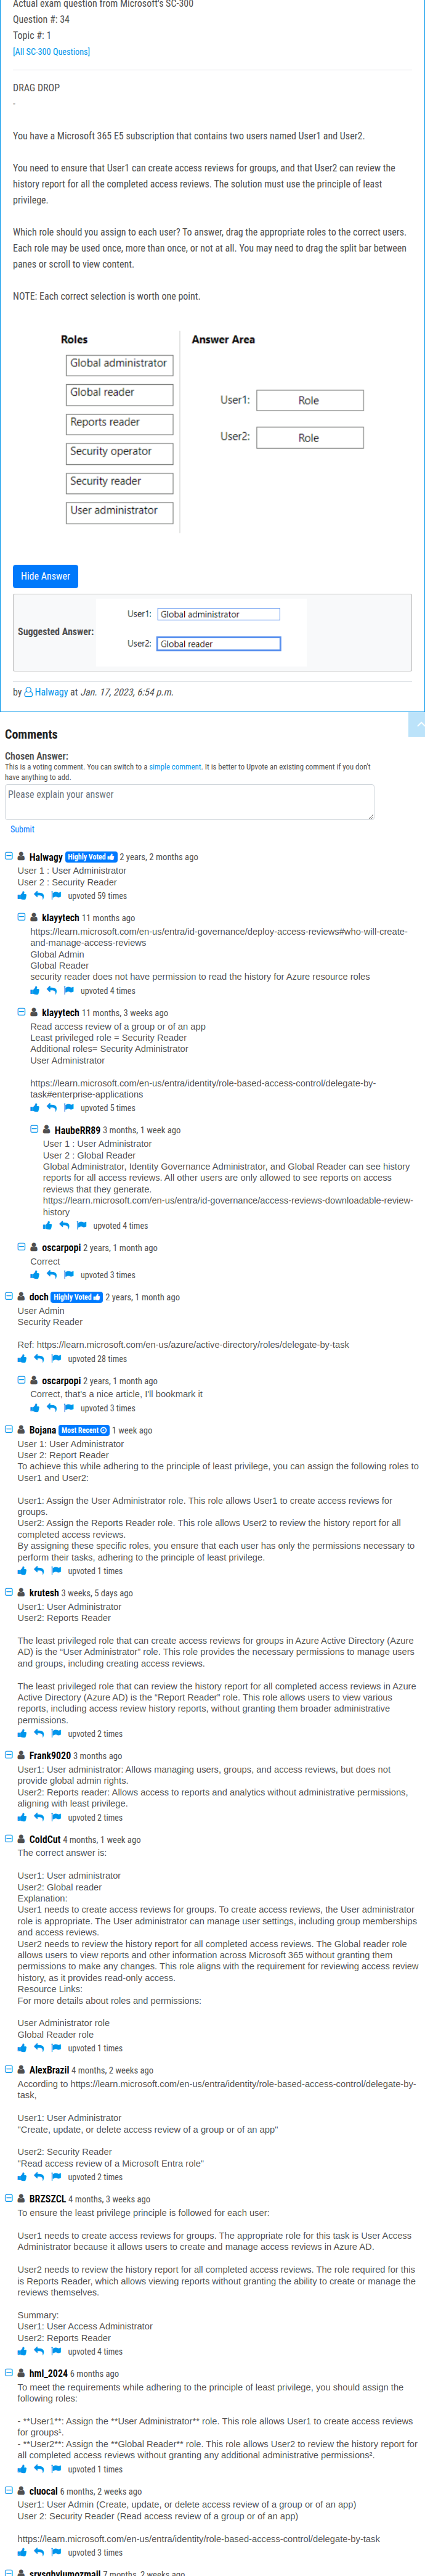 Actual exam question from Microsoft's SC-300
Question #: 34
Topic #: 1
[All SC-300 Questions]
DRAG DROP
-
You have a Microsoft 365 E5 subscription that contains two users named User1 and User2.
You need to ensure that User1 can create access reviews for groups, and that User2 can review the
history report for all the completed access reviews. The solution must use the principle of least
privilege.
Which role should you assign to each user? To answer, drag the appropriate roles to the correct users.
Each role may be used once, more than once, or not at all. You may need to drag the split bar between
panes or scroll to view content.
NOTE: Each correct selection is worth one point.
Roles
Global administrator
Global reader
Reports reader
Security operator
Security reader
User administrator
Answer Area
User1: Role
User2: Role
Hide Answer
Suggested Answer:
User1: Global administrator
User2: Global reader
by Halwagy at Jan. 17, 2023, 6:54 p.m.
Comments
Chosen Answer:
This is a voting comment. You can switch to a simple comment. It is better to Upvote an existing comment if you don't
have anything to add.
Please explain your answer
Submit
Halwagy Highly Voted 2 years, 2 months ago
User 1 : User Administrator
User 2 : Security Reader
upvoted 59 times
klayytech 11 months ago
https://learn.microsoft.com/en-us/entra/id-governance/deploy-access-reviews#who-will-create-
and-manage-access-reviews
Global Admin
Global Reader
security reader does not have permission to read the history for Azure resource roles
upvoted 4 times
klayytech 11 months, 3 weeks ago
Read access review of a group or of an app
Least privileged role = Security Reader
Additional roles= Security Administrator
User Administrator
https://learn.microsoft.com/en-us/entra/identity/role-based-access-control/delegate-by-
task#enterprise-applications
upvoted 5 times
HaubeRR89 3 months, 1 week ago
User 1 : User Administrator
User 2 : Global Reader
Global Administrator, Identity Governance Administrator, and Global Reader can see history
reports for all access reviews. All other users are only allowed to see reports on access
reviews that they generate.
https://learn.microsoft.com/en-us/entra/id-governance/access-reviews-downloadable-review-
history
upvoted 4 times
oscarpopi 2 years, 1 month ago
Correct
upvoted 3 times
doch Highly Voted 2 years, 1 month ago
User Admin
Security Reader
Ref: https://learn.microsoft.com/en-us/azure/active-directory/roles/delegate-by-task
upvoted 28 times
oscarpopi 2 years, 1 month ago
Correct, that's a nice article, I'll bookmark it
upvoted 3 times
Bojana Most Recent 1 week ago
User 1: User Administrator
User 2: Report Reader
To achieve this while adhering to the principle of least privilege, you can assign the following roles to
User1 and User2:
User1: Assign the User Administrator role. This role allows User1 to create access reviews for
groups.
User2: Assign the Reports Reader role. This role allows User2 to review the history report for all
completed access reviews.
By assigning these specific roles, you ensure that each user has only the permissions necessary to
perform their tasks, adhering to the principle of least privilege.
upvoted 1 times
krutesh 3 weeks, 5 days ago
User1: User Administrator
User2: Reports Reader
The least privileged role that can create access reviews for groups in Azure Active Directory (Azure
AD) is the “User Administrator” role. This role provides the necessary permissions to manage users
and groups, including creating access reviews.
The least privileged role that can review the history report for all completed access reviews in Azure
Active Directory (Azure AD) is the “Report Reader” role. This role allows users to view various
reports, including access review history reports, without granting them broader administrative
permissions.
upvoted 2 times
Frank9020 3 months ago
User1: User administrator: Allows managing users, groups, and access reviews, but does not
provide global admin rights.
User2: Reports reader: Allows access to reports and analytics without administrative permissions,
aligning with least privilege.
upvoted 2 times
ColdCut 4 months, 1 week ago
The correct answer is:
User1: User administrator
User2: Global reader
Explanation:
User1 needs to create access reviews for groups. To create access reviews, the User administrator
role is appropriate. The User administrator can manage user settings, including group memberships
and access reviews.
User2 needs to review the history report for all completed access reviews. The Global reader role
allows users to view reports and other information across Microsoft 365 without granting them
permissions to make any changes. This role aligns with the requirement for reviewing access review
history, as it provides read-only access.
Resource Links:
For more details about roles and permissions:
User Administrator role
Global Reader role
upvoted 1 times
AlexBrazil 4 months, 2 weeks ago
According to https://learn.microsoft.com/en-us/entra/identity/role-based-access-control/delegate-by-
task,
User1: User Administrator
"Create, update, or delete access review of a group or of an app"
User2: Security Reader
"Read access review of a Microsoft Entra role"
upvoted 2 times
BRZSZCL 4 months, 3 weeks ago
To ensure the least privilege principle is followed for each user:
User1 needs to create access reviews for groups. The appropriate role for this task is User Access
Administrator because it allows users to create and manage access reviews in Azure AD.
User2 needs to review the history report for all completed access reviews. The role required for this
is Reports Reader, which allows viewing reports without granting the ability to create or manage the
reviews themselves.
Summary:
User1: User Access Administrator
User2: Reports Reader
upvoted 4 times
hml_2024 6 months ago
To meet the requirements while adhering to the principle of least privilege, you should assign the
following roles:
- **User1**: Assign the **User Administrator** role. This role allows User1 to create access reviews
for groups¹.
- **User2**: Assign the **Global Reader** role. This role allows User2 to review the history report for
all completed access reviews without granting any additional administrative permissions².
upvoted 1 times
cluocal 6 months, 2 weeks ago
User1: User Admin (Create, update, or delete access review of a group or of an app)
User 2: Security Reader (Read access review of a group or of an app)
https://learn.microsoft.com/en-us/entra/identity/role-based-access-control/delegate-by-task
upvoted 3 times
7 months, 2 weeks ago